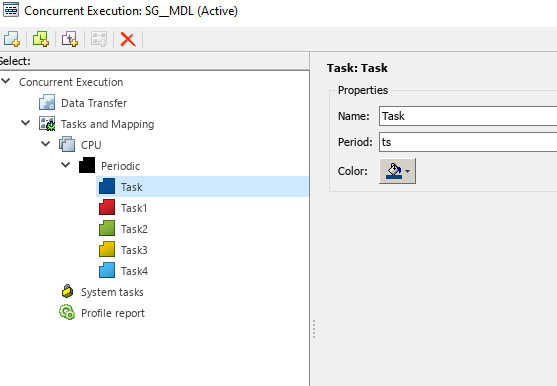 Concurrent Execution: SG__MDL (Active)
Select:
Concurrent Execution
Data Transfer
Tasks and Mapping
CPU
Periodic
Task
Task1
Task2
Task3
Task4
System tasks
Profile report
Task: Task
Properties
Name: Task
Period: ts
Color: